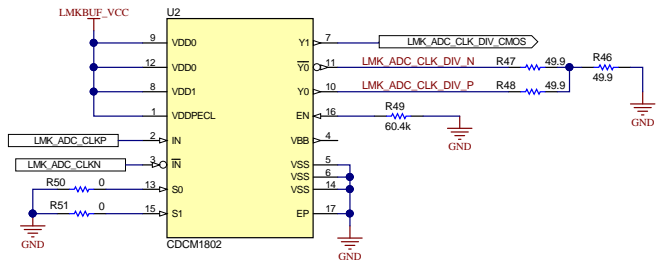 LMKBUF_VCC
U2
9 VDD0 Y1 7 LMK_ADC_CLK_DIV_CMOS
12 VDD0 Y0 11 LMK_ADC_CLK_DIV_N R47 49.9 R46
49.9
8 VDD1 Y0 10 LMK_ADC_CLK_DIV_P R48 49.9
1 VDDPECL EN 16 R49
60.4k
GND
GND
LMK_ADC_CLKP 2 IN VBB 4
LMK_ADC_CLKN 3 IN VSS 5
VSS 6
R50 0 13 S0 VSS 14
R51 0 15 S1 EP 17
GND
CDCM1802
GND